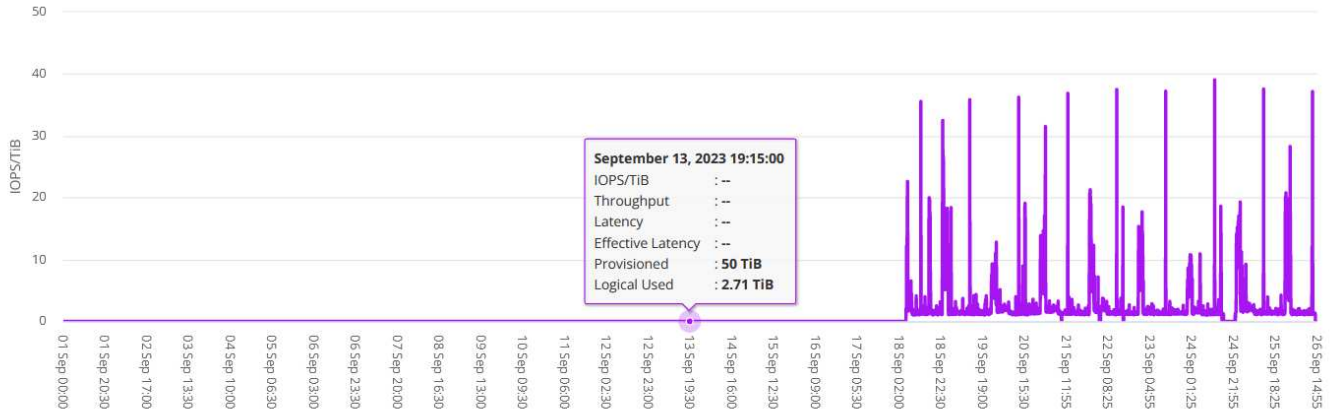 50
40
30
20
10
0
IOPS/TiB
September 13, 2023 19:15:00
IOPS/TiB : --
Throughput : --
Latency : --
Effective Latency : --
Provisioned : 50 TiB
Logical Used : 2.71 TiB
01 Sep 00:00
01 Sep 20:30
02 Sep 17:00
03 Sep 13:30
04 Sep 10:00
05 Sep 06:30
06 Sep 03:00
06 Sep 23:30
07 Sep 20:00
08 Sep 16:30
09 Sep 13:00
10 Sep 09:30
11 Sep 06:00
12 Sep 02:30
12 Sep 23:00
13 Sep 19:30
14 Sep 16:00
15 Sep 12:30
16 Sep 09:00
17 Sep 05:30
18 Sep 02:00
18 Sep 22:30
19 Sep 19:00
20 Sep 15:30
21 Sep 11:55
22 Sep 08:25
23 Sep 04:55
24 Sep 01:25
24 Sep 21:55
25 Sep 18:25
26 Sep 14:55